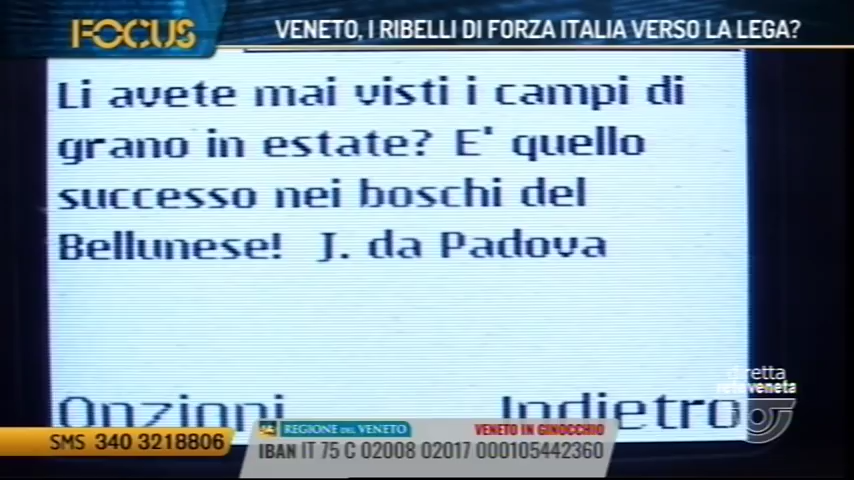 FOCUS
VENETO, I RIBELLI DI FORZA ITALIA VERSO LA LEGA?
Li avete mai visti i campi di
grano in estate? E' quello
successo nei boschi del
Bellunese! J. da Padova
Opzioni Indietro
diretta
reteveneta
SMS 340 3218806
REGIONE DEL VENETO VENETO IN GINOCCHIO
IBAN IT 75 C 02008 02017 000105442360